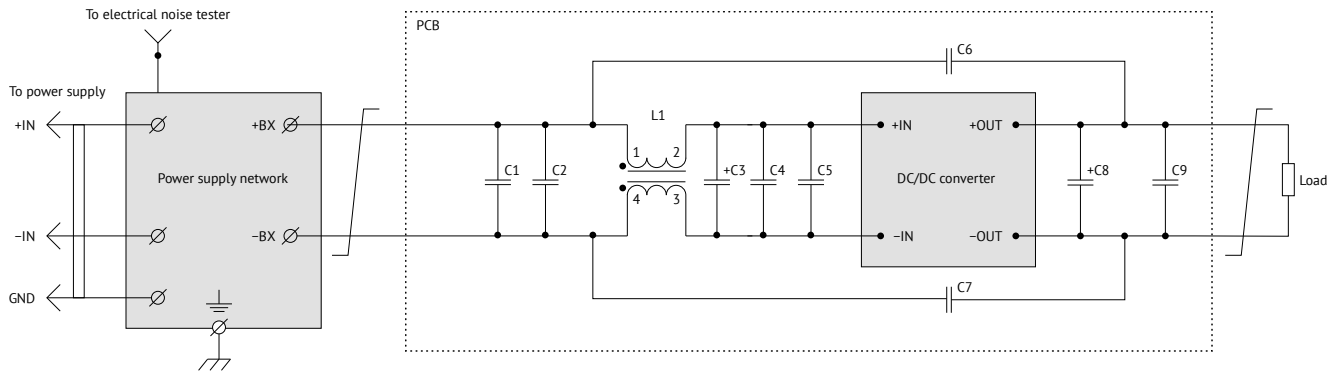 To electrical noise tester
PCB
C6
To power supply
L1
+IN
+BX
+IN
+OUT
1 2
Power supply network
C1
C2
+C3
C4
C5
DC/DC converter
+C8
C9
Load
4 3
−IN
−BX
−IN
−OUT
GND
C7